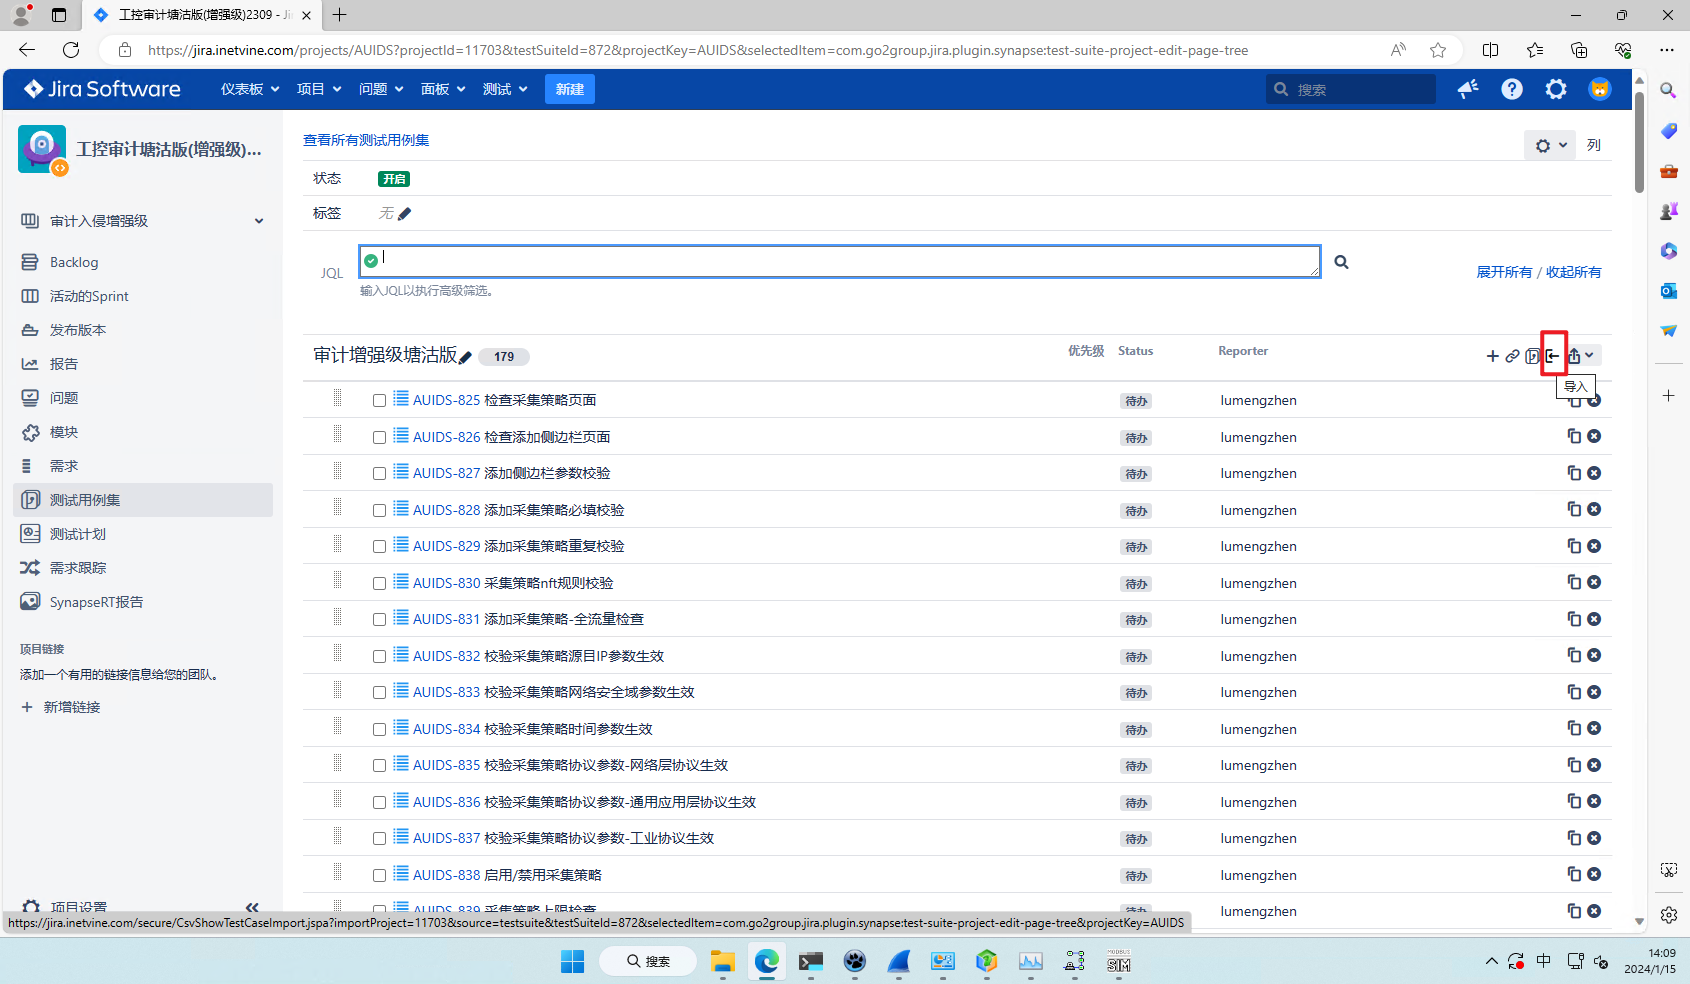 工控审计塘沽版(增强级)2309 - Ji
https://jira.inetvine.com/projects/AUIDS?projectId=11703&testSuiteId=872&projectKey=AUIDS&selectedItem=com.go2group.jira.plugin.synapse:test-suite-project-edit-page-tree
Jira Software 仪表板 项目 问题 面板 测试 新建 搜索
工控审计塘沽版(增强级)...
审计入侵增强级
Backlog
活动的Sprint
发布版本
报告
问题
模块
需求
测试用例集
测试计划
需求跟踪
SynapseRT报告
项目链接
添加一个有用的链接信息给您的团队。
+ 新增链接
项目设置
查看所有测试用例集
列
状态 开启
标签 无
JQL
输入JQL以执行高级筛选。
展开所有 / 收起所有
审计增强级塘沽版 179 优先级 Status Reporter
导入
AUIDS-825 检查采集策略页面 待办 lumengzhen
AUIDS-826 检查添加侧边栏页面 待办 lumengzhen
AUIDS-827 添加侧边栏参数校验 待办 lumengzhen
AUIDS-828 添加采集策略必填校验 待办 lumengzhen
AUIDS-829 添加采集策略重复校验 待办 lumengzhen
AUIDS-830 采集策略nft规则校验 待办 lumengzhen
AUIDS-831 添加采集策略-全流量检查 待办 lumengzhen
AUIDS-832 校验采集策略源目IP参数生效 待办 lumengzhen
AUIDS-833 校验采集策略网络安全域参数生效 待办 lumengzhen
AUIDS-834 校验采集策略时间参数生效 待办 lumengzhen
AUIDS-835 校验采集策略协议参数-网络层协议生效 待办 lumengzhen
AUIDS-836 校验采集策略协议参数-通用应用层协议生效 待办 lumengzhen
AUIDS-837 校验采集策略协议参数-工业协议生效 待办 lumengzhen
AUIDS-838 启用/禁用采集策略 待办 lumengzhen
AUIDS-839 采集策略上限检查 待办 lumengzhen
https://jira.inetvine.com/secure/CsvShowTestCaseImport.jspa?importProject=11703&source=testsuite&testSuiteId=872&selectedItem=com.go2group.jira.plugin.synapse:test-suite-project-edit-page-tree&projectKey=AUIDS
搜索
MODBUS
SIM
中
14:09
2024/1/15